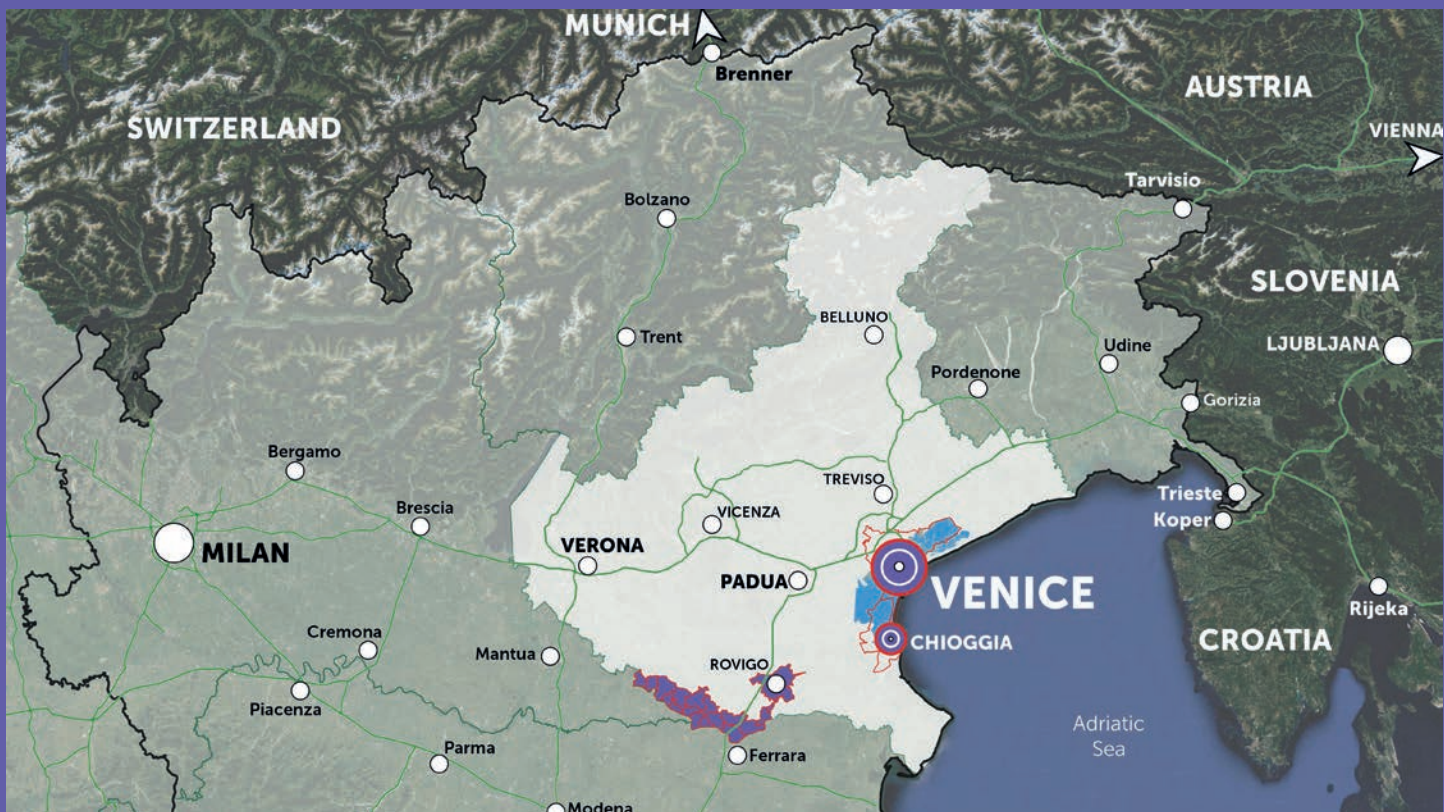 MUNICH
Brenner
AUSTRIA
SWITZERLAND
VIENNA
Tarvisio
Bolzano
SLOVENIA
BELLUNO
Trent
Udine
LJUBLJANA
Pordenone
Gorizia
Bergamo
TREVISO
Trieste
Brescia
VICENZA
Koper
MILAN
VERONA
PADUA
VENICE
Rijeka
Cremona
CHIOGGIA
CROATIA
Mantua
ROVIGO
Piacenza
Adriatic
Sea
Parma
Ferrara
Modena